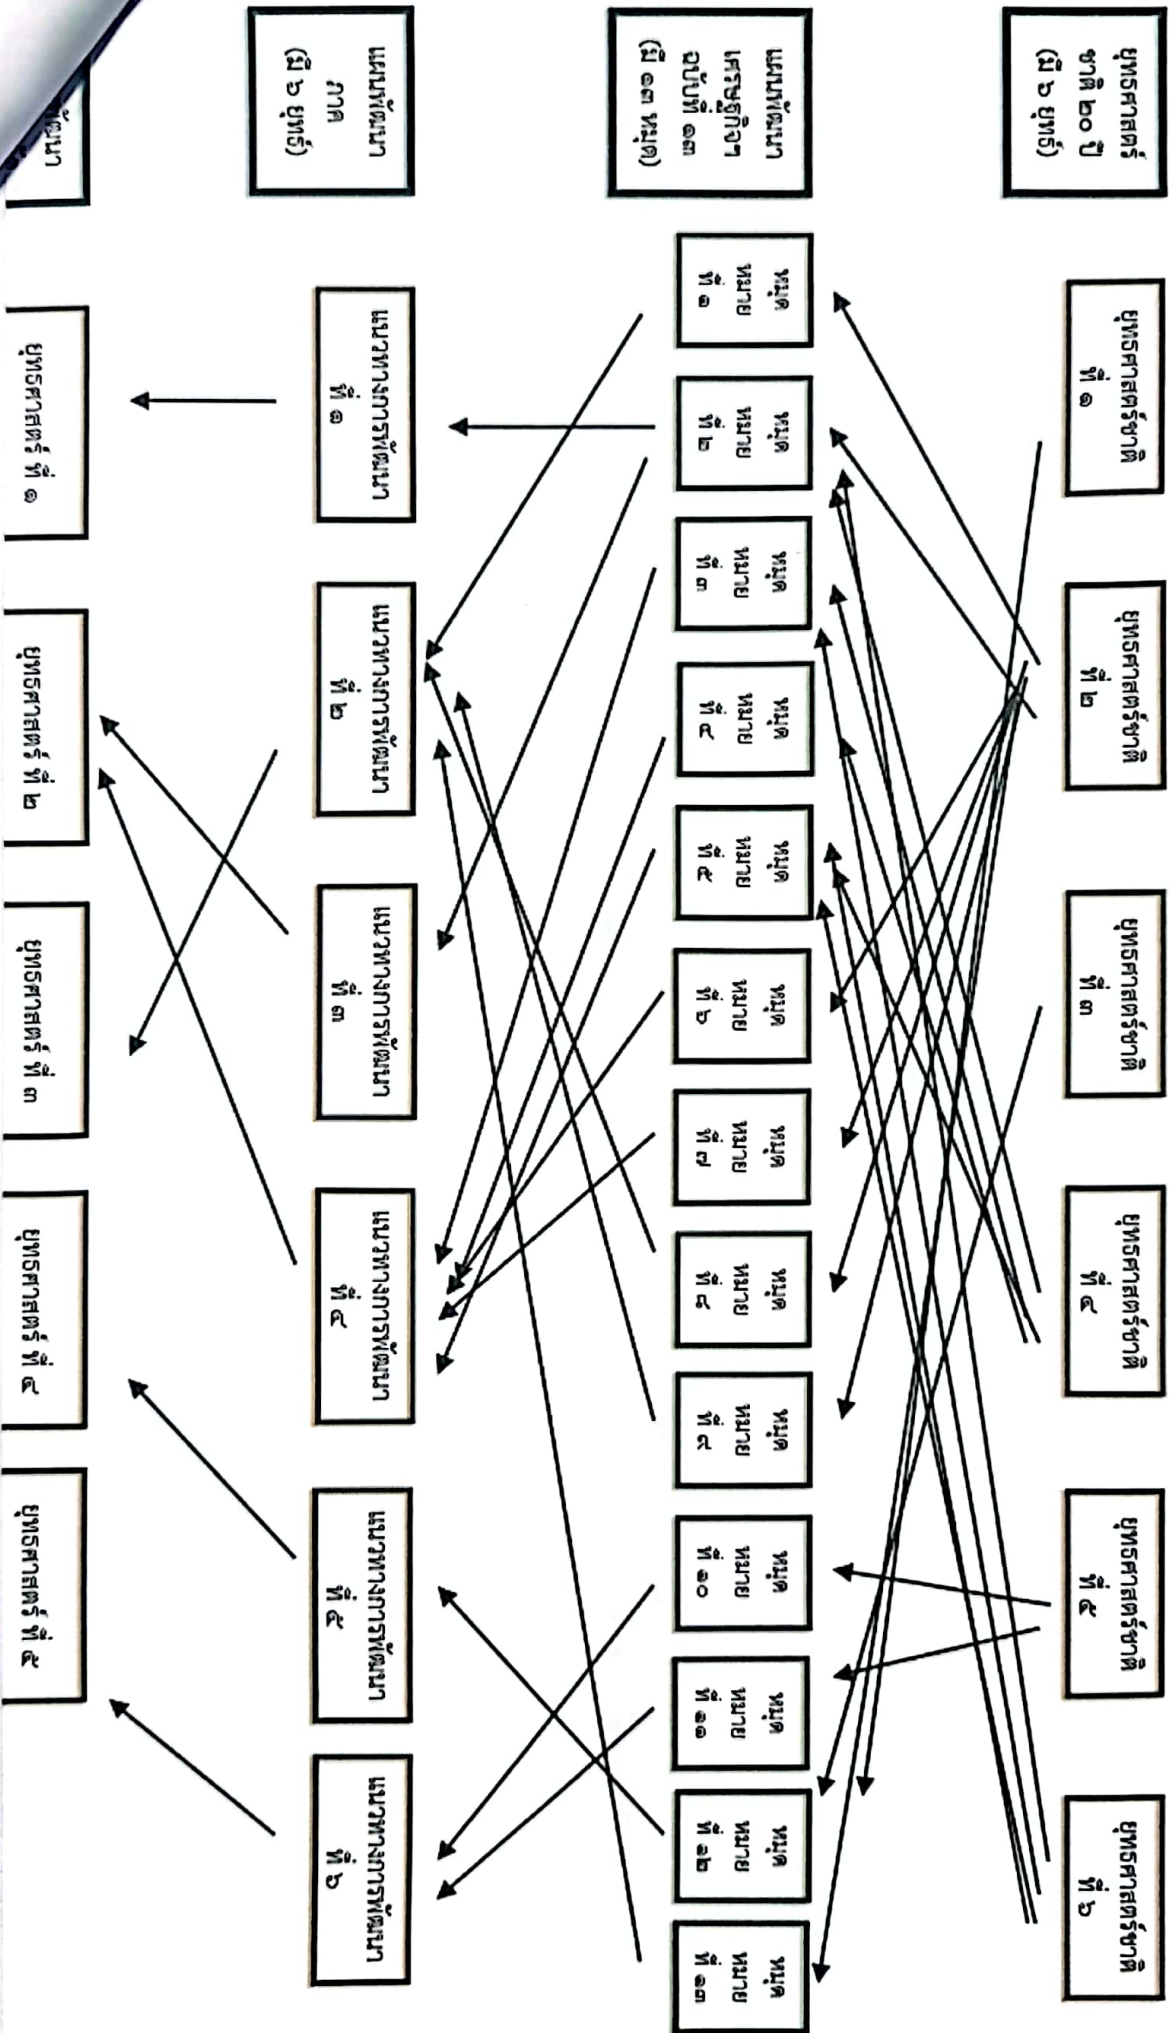 ยุทธศาสตร์
ชาติ ๒๐ ปี
(มี ๖ ยุทธ์)
ยุทธศาสตร์ชาติ
ที่ ๑
ยุทธศาสตร์ชาติ
ที่ ๒
ยุทธศาสตร์ชาติ
ที่ ๓
ยุทธศาสตร์ชาติ
ที่ ๔
ยุทธศาสตร์ชาติ
ที่ ๕
ยุทธศาสตร์ชาติ
ที่ ๖
แผนพัฒนา
เศรษฐกิจฯ
ฉบับที่ ๑๓
(มี ๑๓ หมุด)
หมุด
หมาย
ที่ ๑
หมุด
หมาย
ที่ ๒
หมุด
หมาย
ที่ ๓
หมุด
หมาย
ที่ ๔
หมุด
หมาย
ที่ ๕
หมุด
หมาย
ที่ ๖
หมุด
หมาย
ที่ ๗
หมุด
หมาย
ที่ ๘
หมุด
หมาย
ที่ ๙
หมุด
หมาย
ที่ ๑๐
หมุด
หมาย
ที่ ๑๑
หมุด
หมาย
ที่ ๑๒
หมุด
หมาย
ที่ ๑๓
แผนพัฒนา
ภาค
(มี ๖ ยุทธ์)
แนวทางการพัฒนา
ที่ ๑
แนวทางการพัฒนา
ที่ ๒
แนวทางการพัฒนา
ที่ ๓
แนวทางการพัฒนา
ที่ ๔
แนวทางการพัฒนา
ที่ ๕
แนวทางการพัฒนา
ที่ ๖
ยุทธศาสตร์ ที่ ๑
ยุทธศาสตร์ ที่ ๒
ยุทธศาสตร์ ที่ ๓
ยุทธศาสตร์ ที่ ๔
ยุทธศาสตร์ ที่ ๕